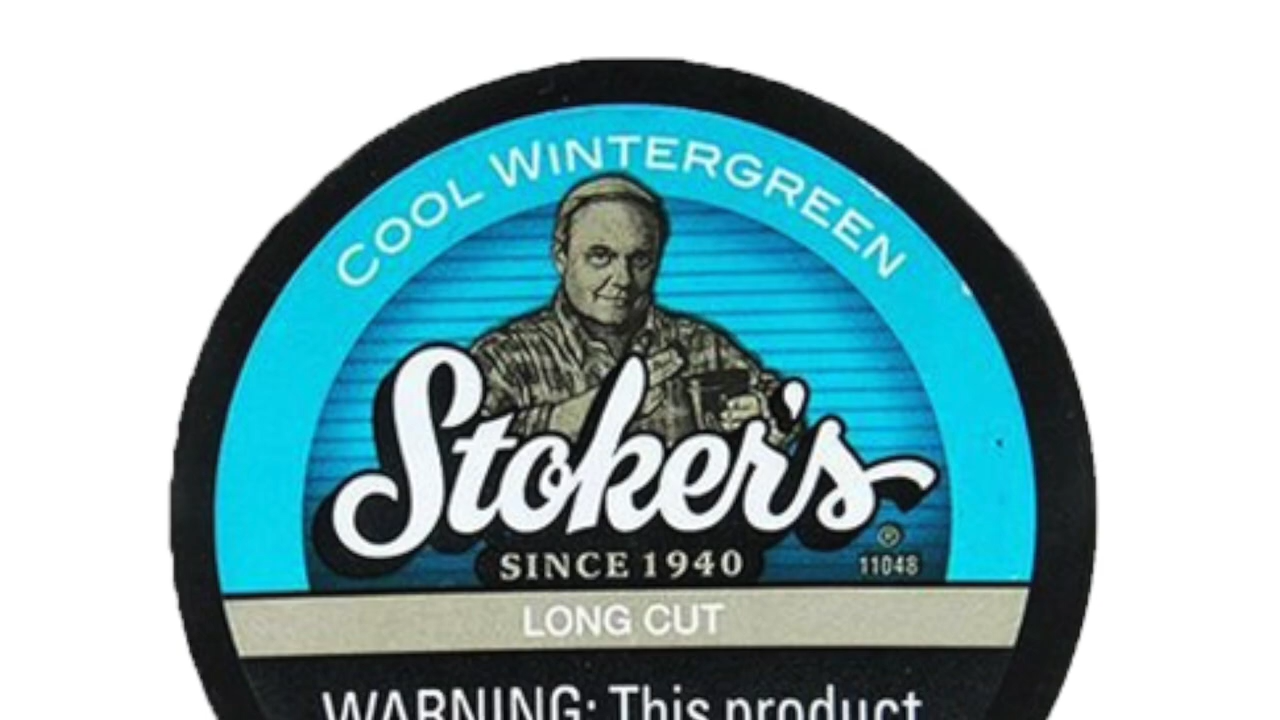 COOL WINTERGREEN
Stoker's
®
SINCE 1940
11048
LONG CUT
WARNING: This product